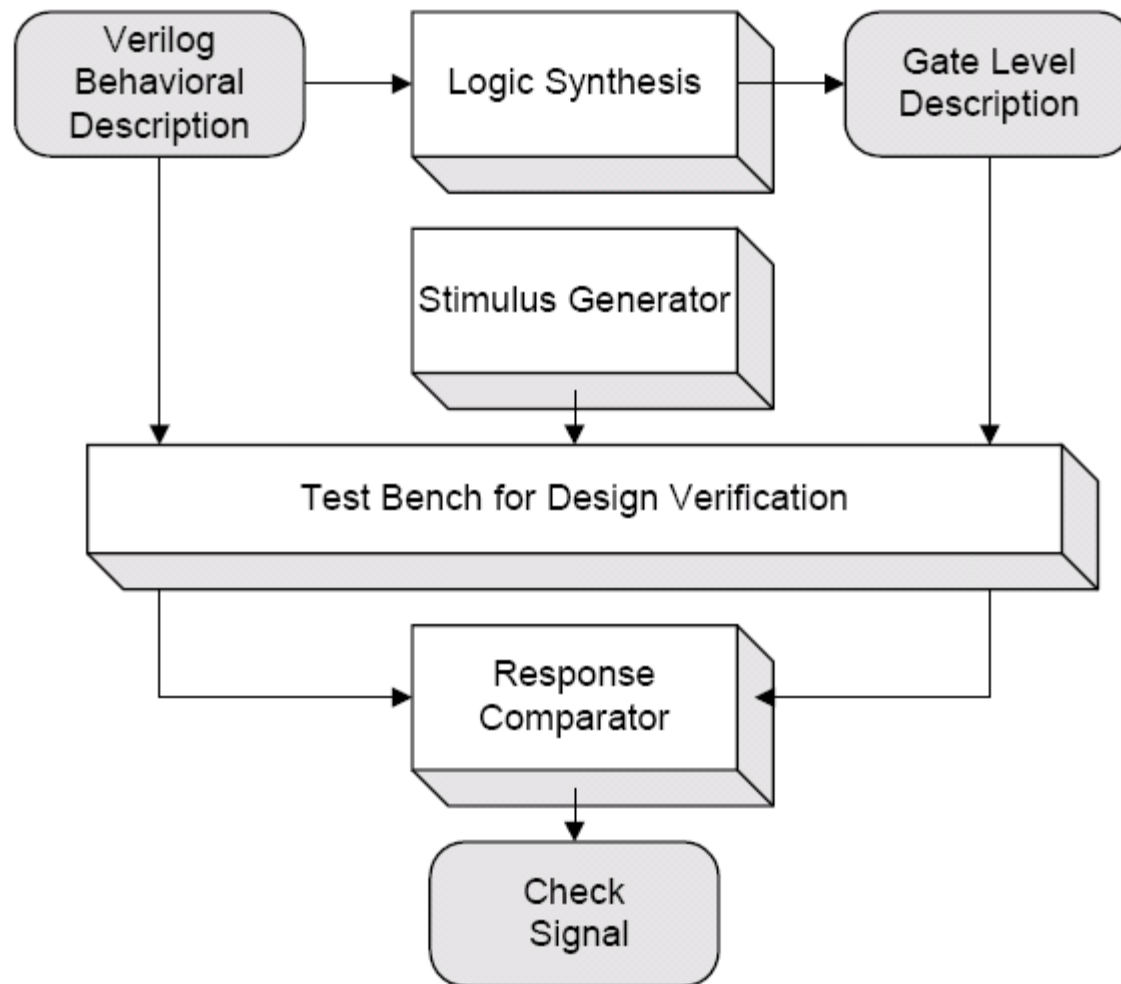 Verilog
Behavioral
Description
Logic Synthesis
Gate Level
Description
Stimulus Generator
Test Bench for Design Verification
Response
Comparator
Check
Signal